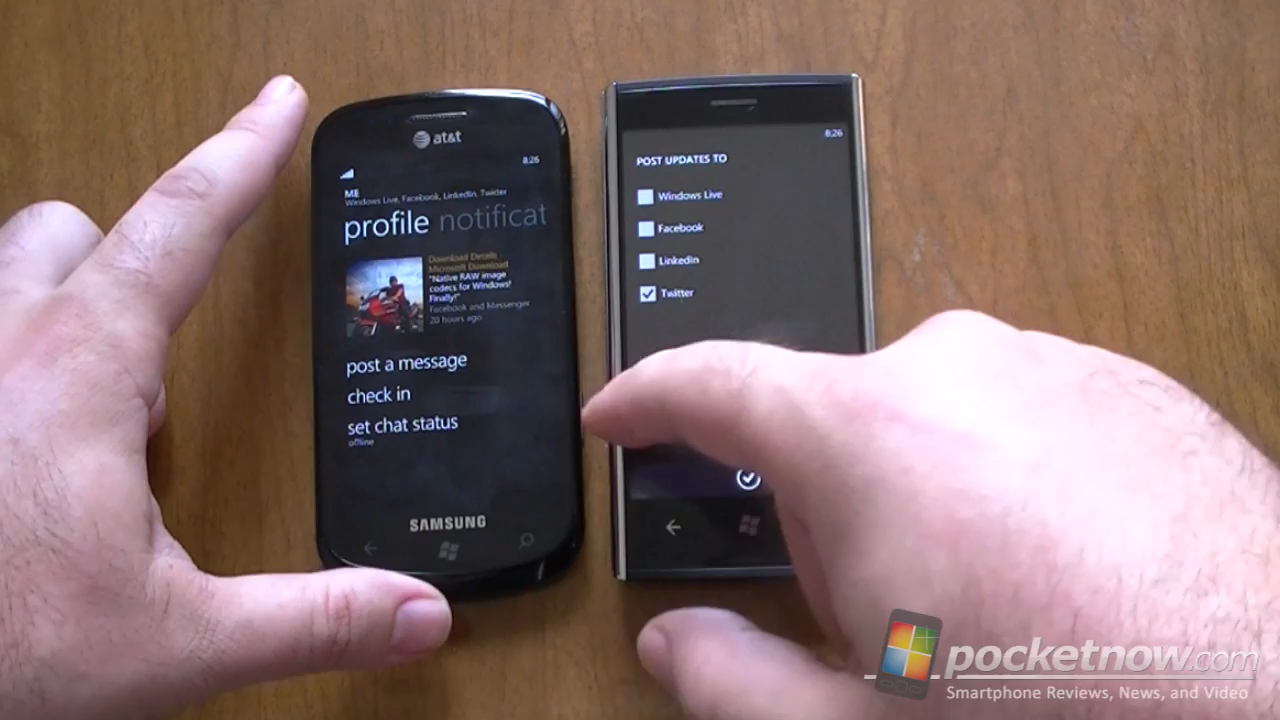 at&t
8:26
ME
Windows Live, Facebook, LinkedIn, Twitter
profile notificat
Download Details
Microsoft Download
"Native RAW image
codecs for Windows!
Finally!"
Facebook and Messenger
20 hours ago
post a message
check in
set chat status
offline
SAMSUNG
8:26
POST UPDATES TO
Windows Live
Facebook
LinkedIn
Twitter
pocketnow.com
Smartphone Reviews, News, and Video